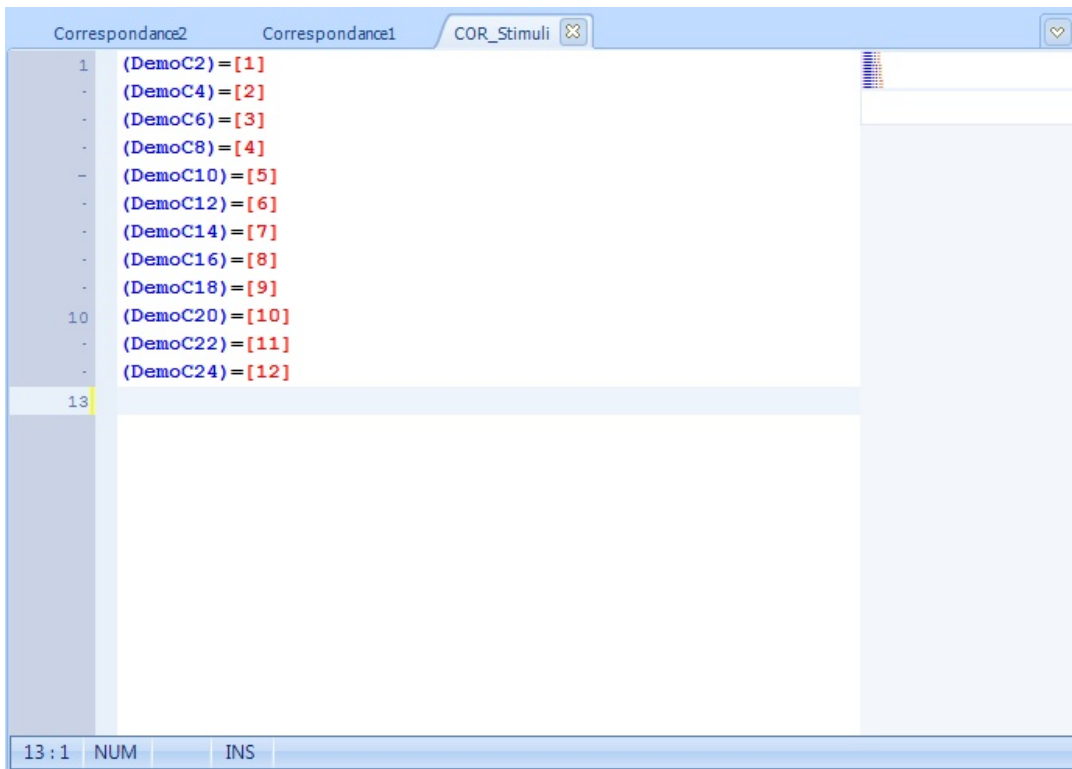 Correspondance2 Correspondance1 COR_Stimuli
1 (DemoC2)=[1]
- (DemoC4)=[2]
- (DemoC6)=[3]
- (DemoC8)=[4]
– (DemoC10)=[5]
- (DemoC12)=[6]
- (DemoC14)=[7]
- (DemoC16)=[8]
- (DemoC18)=[9]
10 (DemoC20)=[10]
- (DemoC22)=[11]
- (DemoC24)=[12]
13
13:1 NUM INS